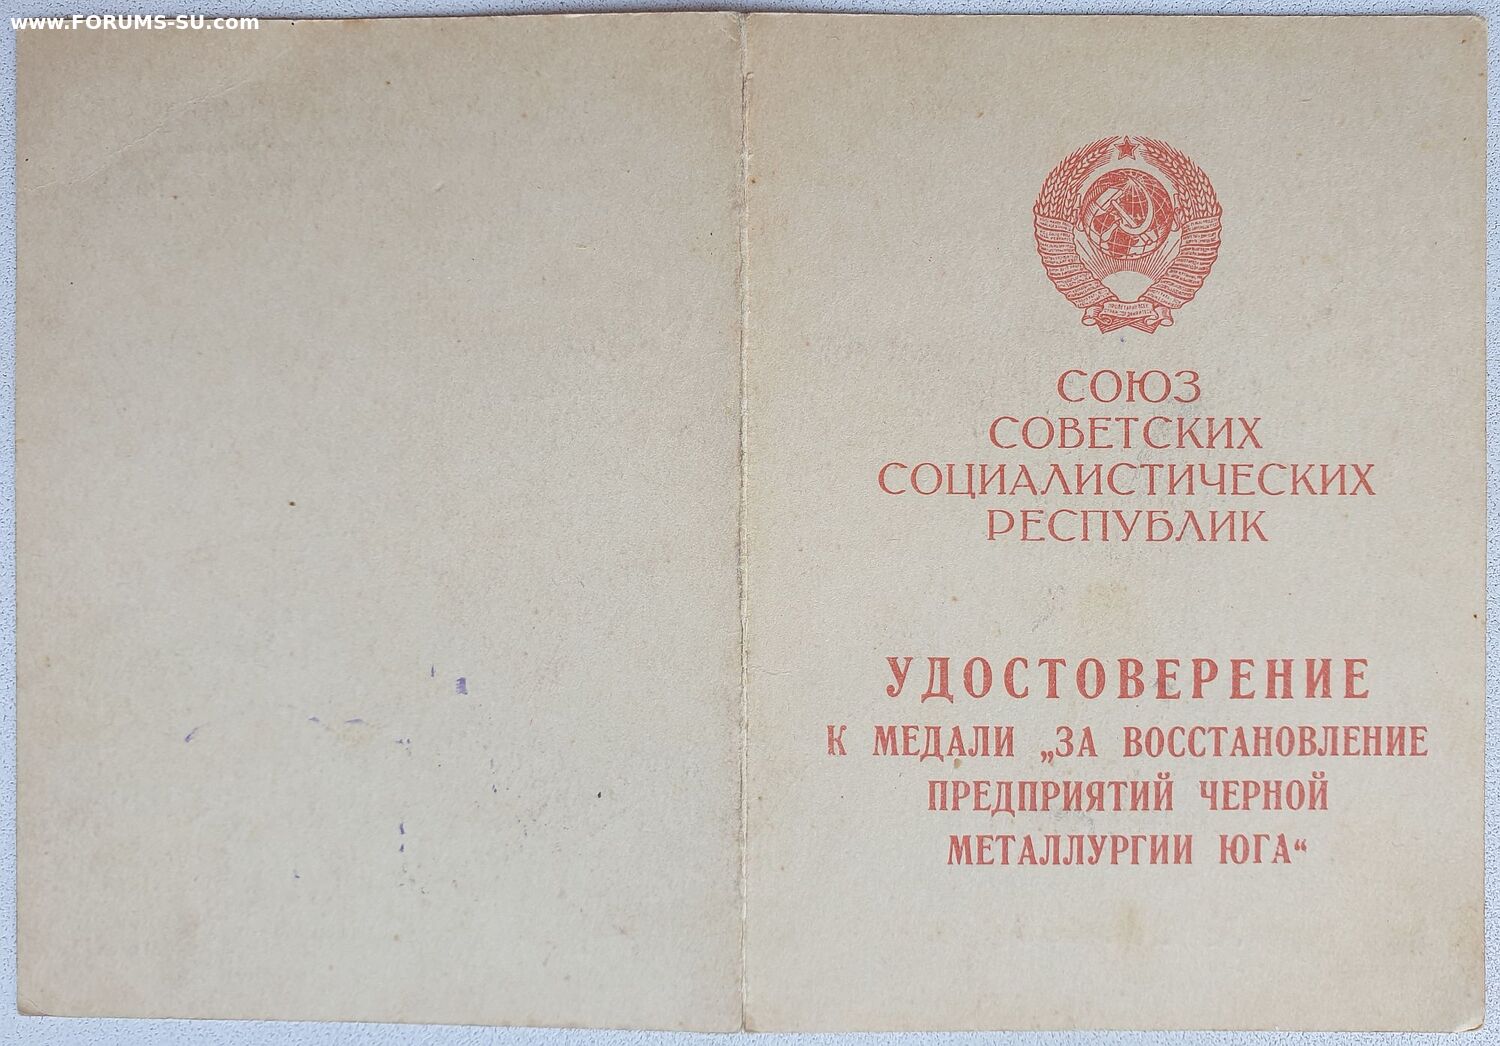 www.FORUMS-SU.com
СОЮЗ
СОВЕТСКИХ
СОЦИАЛИСТИЧЕСКИХ
РЕСПУБЛИК
УДОСТОВЕРЕНИЕ
К МЕДАЛИ „ЗА ВОССТАНОВЛЕНИЕ
ПРЕДПРИЯТИЙ ЧЕРНОЙ
МЕТАЛЛУРГИИ ЮГА“